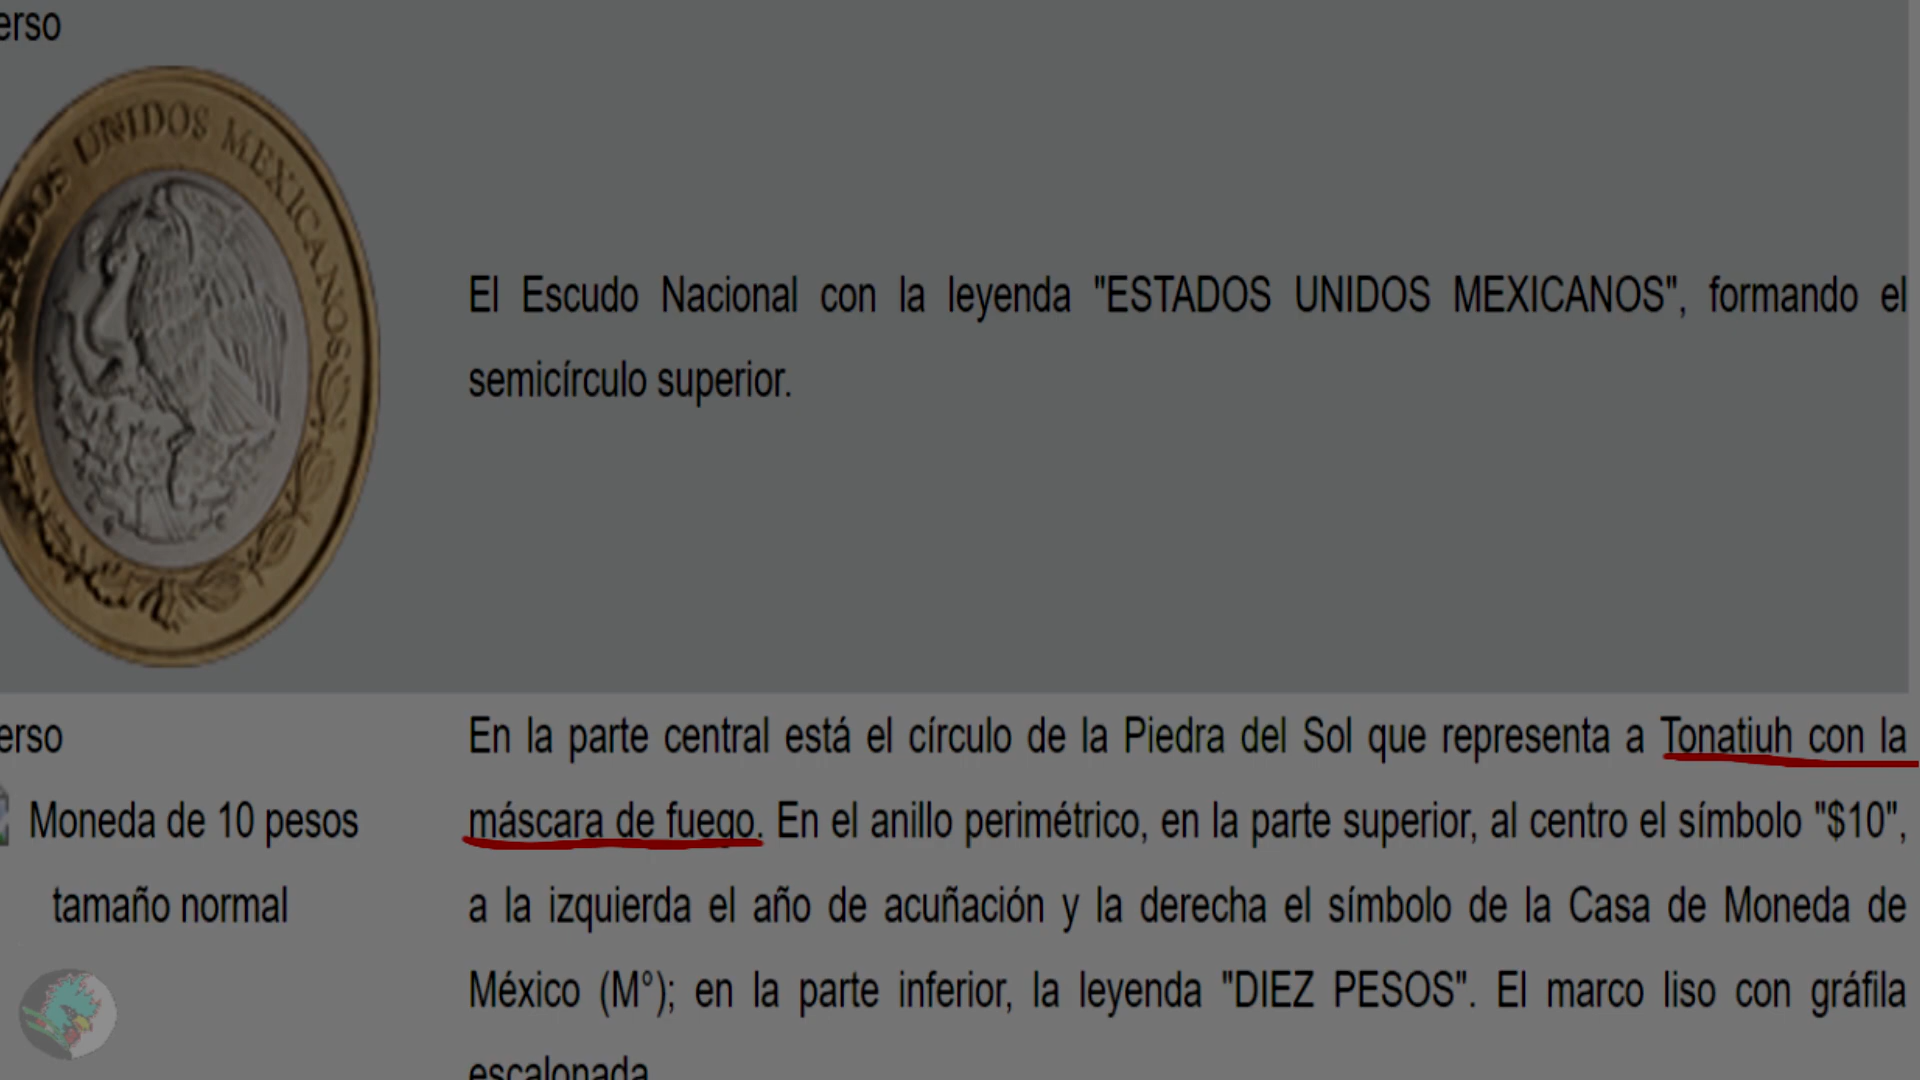 erso
UNIDOS MEXICANOS
El Escudo Nacional con la leyenda "ESTADOS UNIDOS MEXICANOS", formando el
semicírculo superior.
erso
Moneda de 10 pesos
tamaño normal
En la parte central está el círculo de la Piedra del Sol que representa a Tonatiuh con la
máscara de fuego. En el anillo perimétrico, en la parte superior, al centro el símbolo "$10",
a la izquierda el año de acuñación y la derecha el símbolo de la Casa de Moneda de
México (M°); en la parte inferior, la leyenda "DIEZ PESOS". El marco liso con gráfila
escalonada